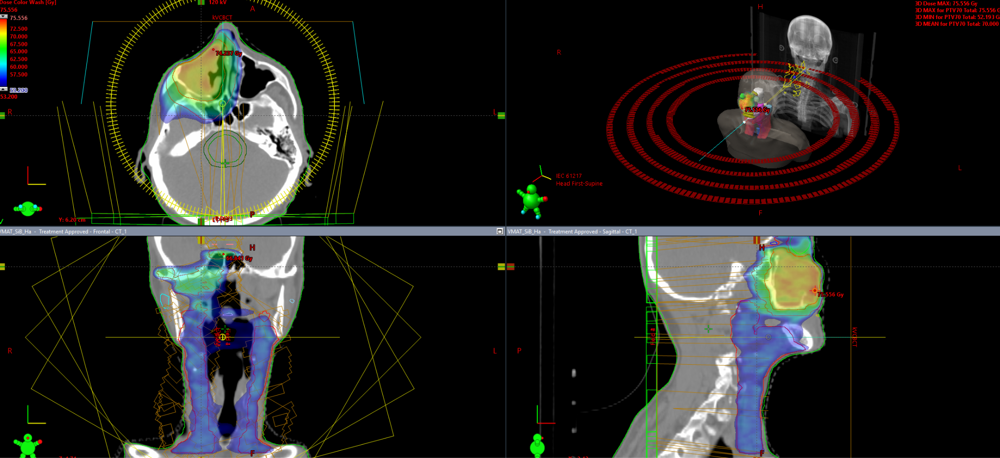 Dose Color Wash [Gy]
75.556
75.556
72.500
70.000
67.500
65.000
62.500
60.000
57.500
53.200
53.200
120 kV
A
kVCBCT
74.237 Gy
R
L
P
Y: 6.20 cm
H
3D Dose MAX: 75.556 Gy
3D MAX for PTV70 Total: 75.556 G
3D MIN for PTV70 Total: 52.193 G
3D MEAN for PTV70 Total: 70.000
R
75.556 Gy
L
IEC 61217
Head First-Supine
F
VMAT_SiB_Ha - Treatment Approved - Frontal - CT_1
H
66.841 Gy
R
L
F
VMAT_SiB_Ha - Treatment Approved - Sagittal - CT_1
H
75.556 Gy
P
kVCBCT
F